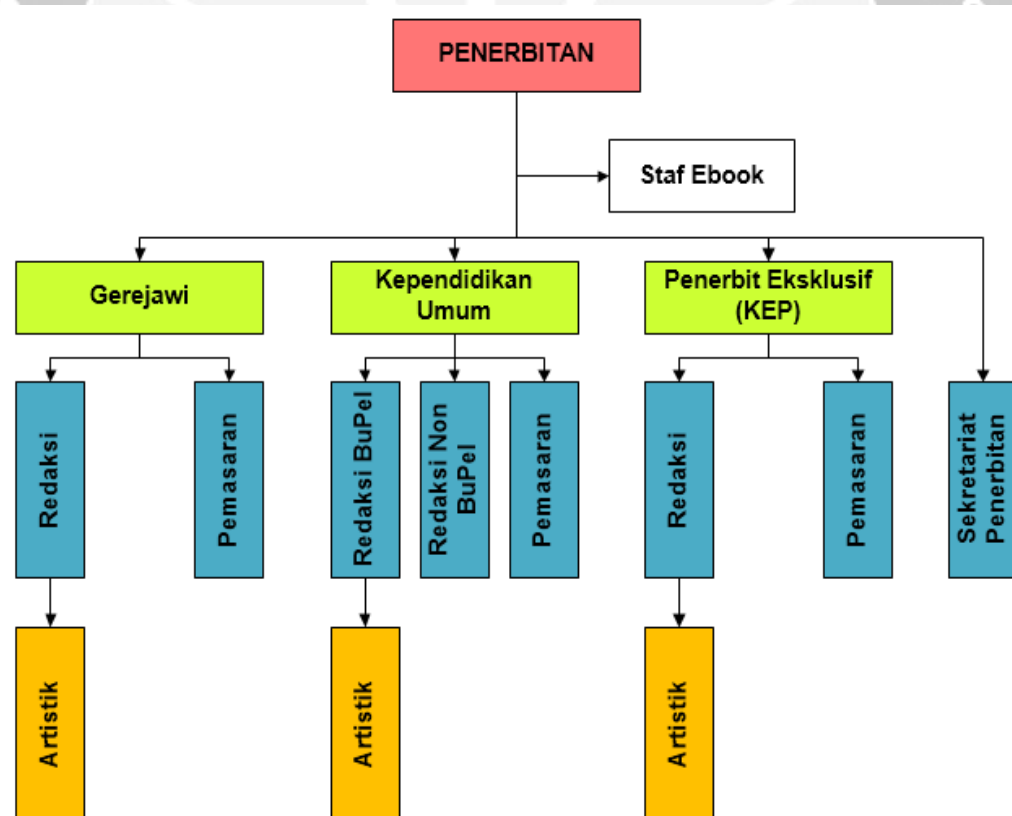 PENERBITAN
Staf Ebook
Gerejawi
Kependidikan
Umum
Penerbit Eksklusif
(KEP)
Redaksi
Pemasaran
Redaksi BuPel
Redaksi Non
BuPel
Pemasaran
Redaksi
Pemasaran
Sekretariat
Penerbitan
Artistik
Artistik
Artistik